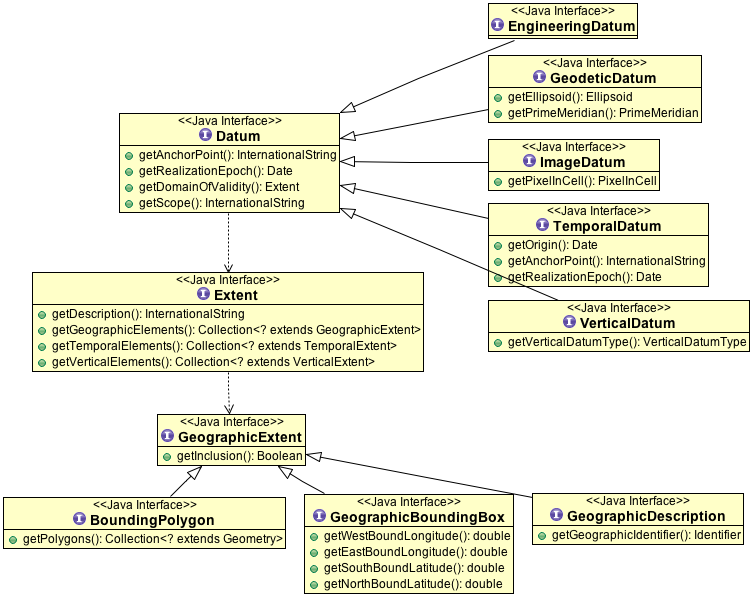 <<Java Interface>>
EngineeringDatum
<<Java Interface>>
GeodeticDatum
getEllipsoid(): Ellipsoid
getPrimeMeridian(): PrimeMeridian
<<Java Interface>>
Datum
getAnchorPoint(): InternationalString
getRealizationEpoch(): Date
getDomainOfValidity(): Extent
getScope(): InternationalString
<<Java Interface>>
ImageDatum
getPixelInCell(): PixelInCell
<<Java Interface>>
TemporalDatum
getOrigin(): Date
getAnchorPoint(): InternationalString
getRealizationEpoch(): Date
<<Java Interface>>
Extent
getDescription(): InternationalString
getGeographicElements(): Collection<? extends GeographicExtent>
getTemporalElements(): Collection<? extends TemporalExtent>
getVerticalElements(): Collection<? extends VerticalExtent>
<<Java Interface>>
VerticalDatum
getVerticalDatumType(): VerticalDatumType
<<Java Interface>>
GeographicExtent
getInclusion(): Boolean
<<Java Interface>>
BoundingPolygon
getPolygons(): Collection<? extends Geometry>
<<Java Interface>>
GeographicBoundingBox
getWestBoundLongitude(): double
getEastBoundLongitude(): double
getSouthBoundLatitude(): double
getNorthBoundLatitude(): double
<<Java Interface>>
GeographicDescription
getGeographicIdentifier(): Identifier